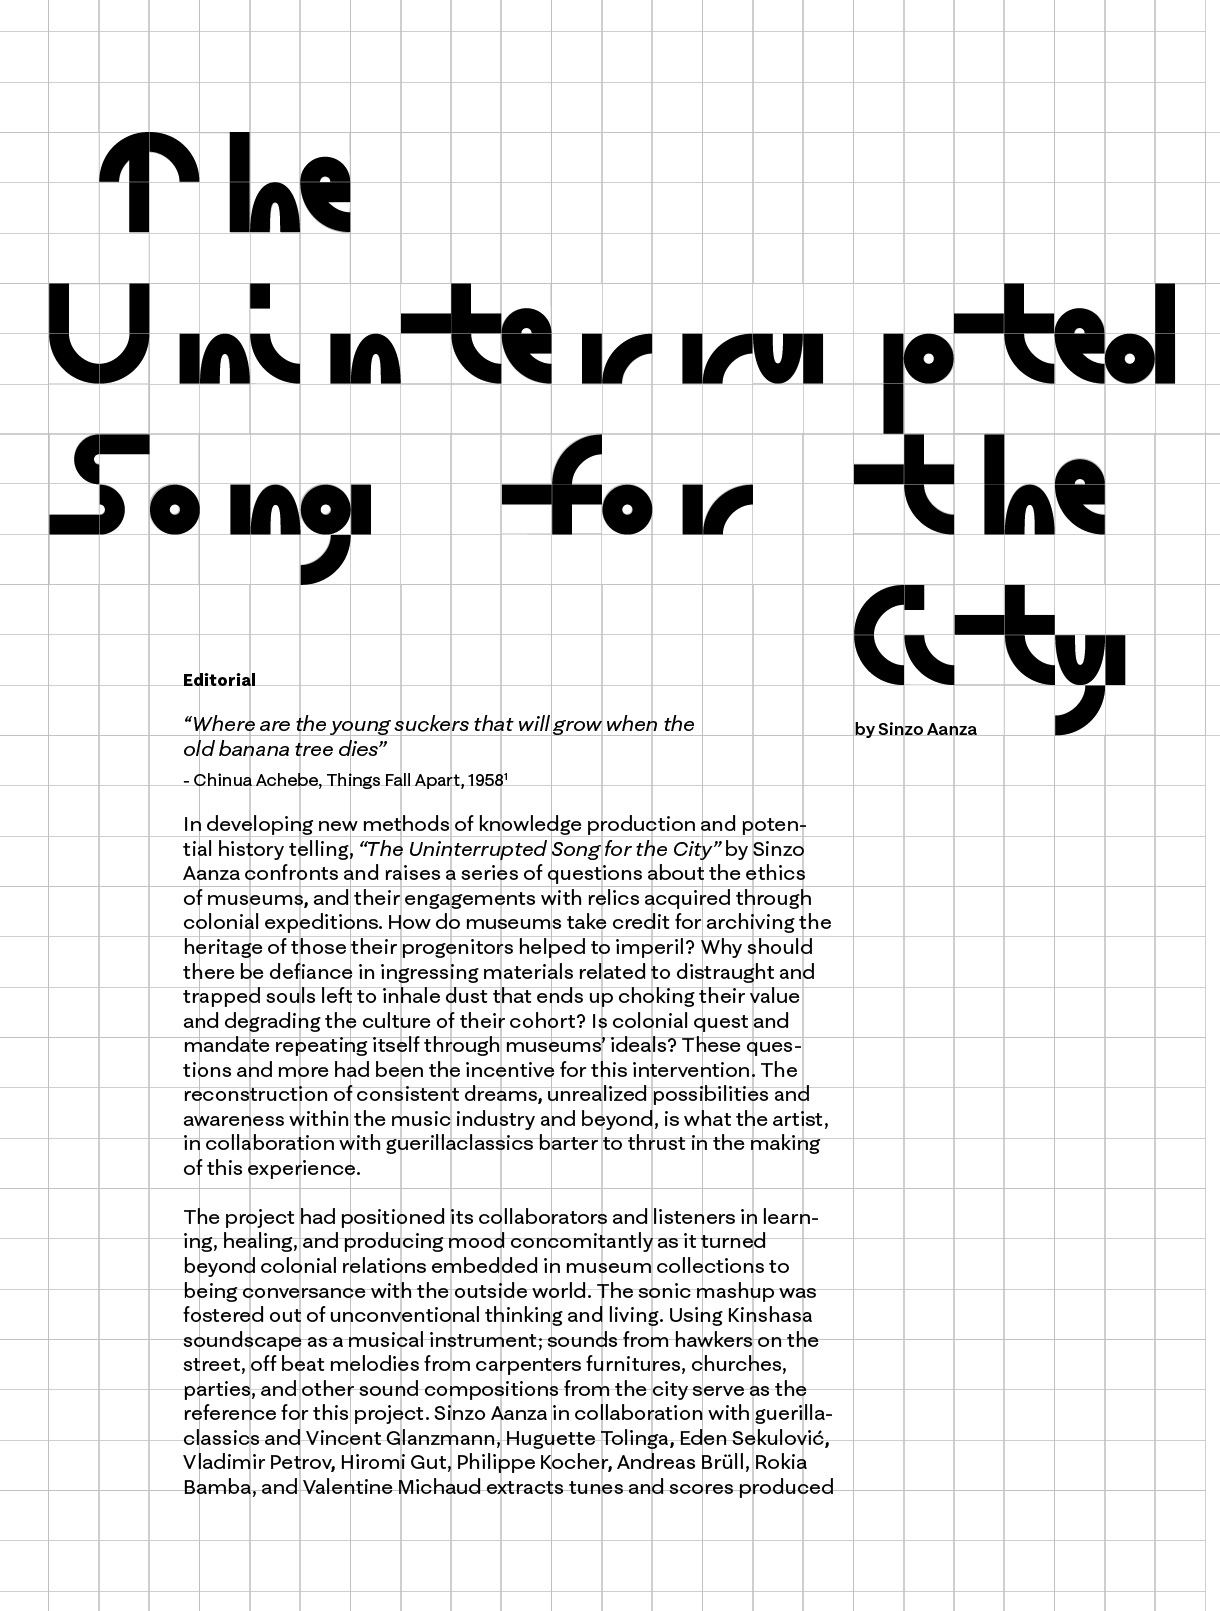 The
Uninterrupted
Song for the
City
by Sinzo Aanza
Editorial
“Where are the young suckers that will grow when the
old banana tree dies”
- Chinua Achebe, Things Fall Apart, 1958¹
In developing new methods of knowledge production and poten-
tial history telling, “The Uninterrupted Song for the City” by Sinzo
Aanza confronts and raises a series of questions about the ethics
of museums, and their engagements with relics acquired through
colonial expeditions. How do museums take credit for archiving the
heritage of those their progenitors helped to imperil? Why should
there be defiance in ingressing materials related to distraught and
trapped souls left to inhale dust that ends up choking their value
and degrading the culture of their cohort? Is colonial quest and
mandate repeating itself through museums’ ideals? These ques-
tions and more had been the incentive for this intervention. The
reconstruction of consistent dreams, unrealized possibilities and
awareness within the music industry and beyond, is what the artist,
in collaboration with guerillaclassics barter to thrust in the making
of this experience.
The project had positioned its collaborators and listeners in learn-
ing, healing, and producing mood concomitantly as it turned
beyond colonial relations embedded in museum collections to
being conversance with the outside world. The sonic mashup was
fostered out of unconventional thinking and living. Using Kinshasa
soundscape as a musical instrument; sounds from hawkers on the
street, off beat melodies from carpenters furnitures, churches,
parties, and other sound compositions from the city serve as the
reference for this project. Sinzo Aanza in collaboration with guerilla-
classics and Vincent Glanzmann, Huguette Tolinga, Eden Sekulović,
Vladimir Petrov, Hiromi Gut, Philippe Kocher, Andreas Brüll, Rokia
Bamba, and Valentine Michaud extracts tunes and scores produced